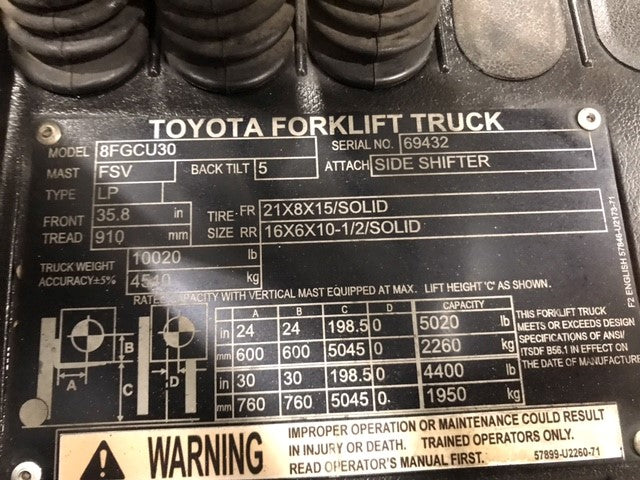 TOYOTA FORKLIFT TRUCK
MODEL 8FGCU30 SERIAL NO. 69432
MAST FSV BACK TILT 5 ATTACH SIDE SHIFTER
TYPE LP
FRONT 35.8 in TIRE FR 21X8X15/SOLID
TREAD 910 mm SIZE RR 16X6X10-1/2/SOLID
TRUCK WEIGHT 10020 lb
ACCURACY±5% 4540 kg
RATED CAPACITY WITH VERTICAL MAST EQUIPPED AT MAX. LIFT HEIGHT 'C' AS SHOWN.
A B C D CAPACITY
in 24 24 198.5 0 5020 lb
mm 600 600 5045 0 2260 kg
in 30 30 198.5 0 4400 lb
mm 760 760 5045 0 1950 kg
A B C D
THIS FORKLIFT TRUCK
MEETS OR EXCEEDS DESIGN
SPECIFICATIONS OF ANSI/
ITSDF B56.1 IN EFFECT ON
THE DATE OF MANUFACTURE
F2 ENGLISH 57846-U2173-71
WARNING
IMPROPER OPERATION OR MAINTENANCE COULD RESULT
IN INJURY OR DEATH. TRAINED OPERATORS ONLY.
READ OPERATOR'S MANUAL FIRST. 57899-U2260-71